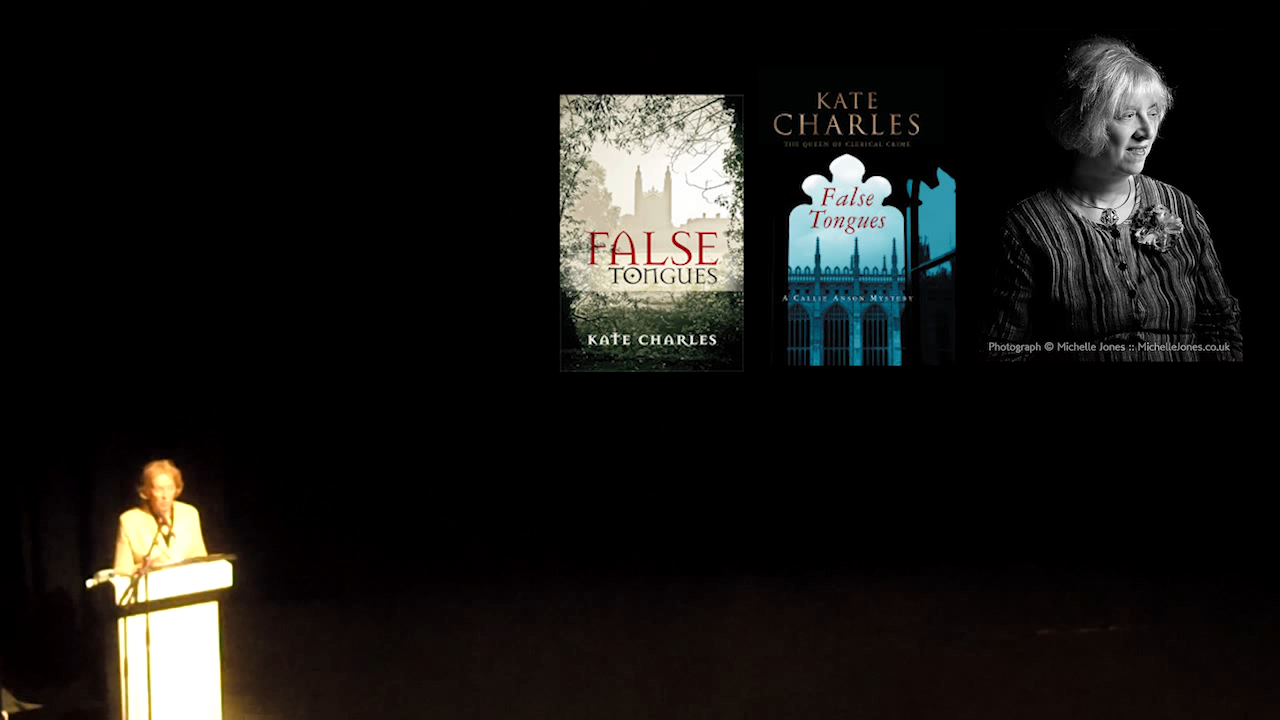 FALSE
TONGUES
KATE CHARLES
KATE
CHARLES
THE QUEEN OF CLERICAL CRIME
False
Tongues
A CALLIE ANSON MYSTERY
Photograph © Michelle Jones :: MichelleJones.co.uk